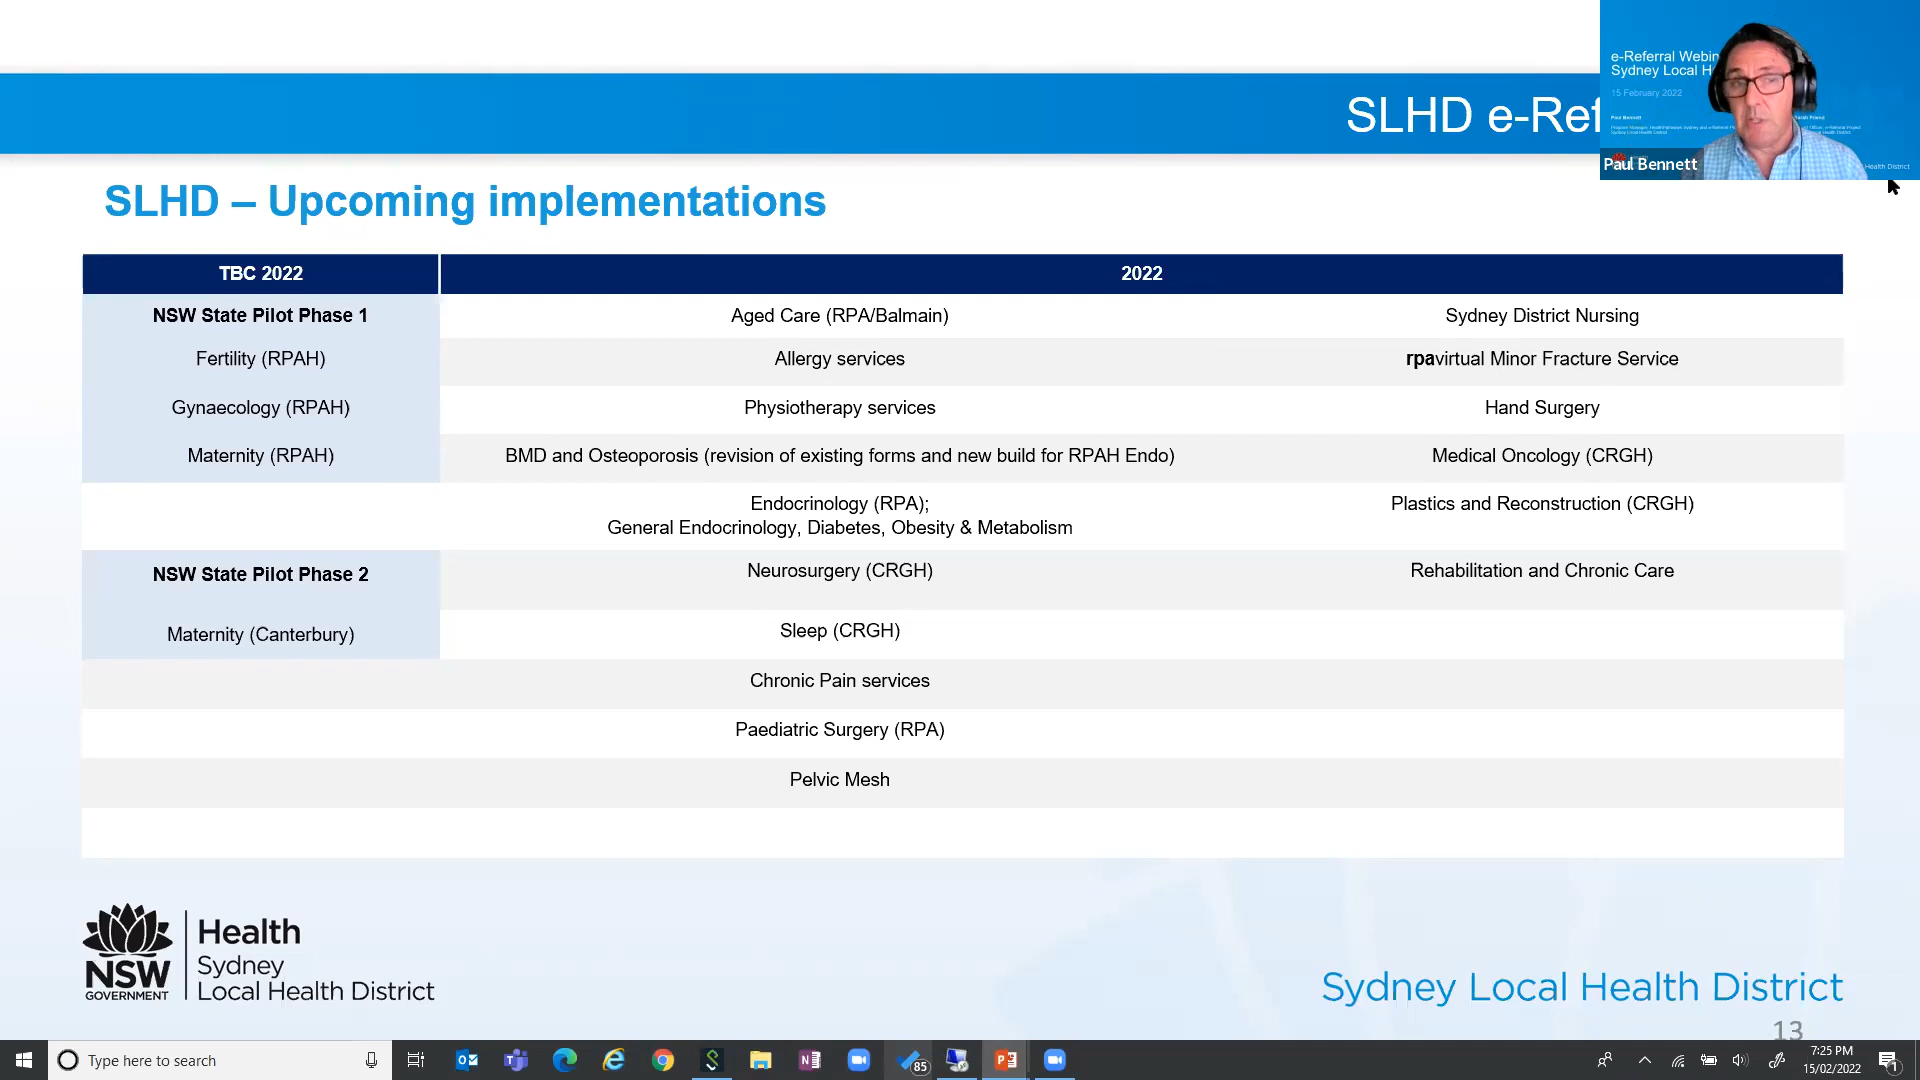 SLHD e-Ref
e-Referral Webin
Sydney Local H
15 February 2022
Paul Bennett
Paul Bennett
Health District
SLHD – Upcoming implementations
TBC 2022 2022
NSW State Pilot Phase 1 Aged Care (RPA/Balmain) Sydney District Nursing
Fertility (RPAH) Allergy services rpavirtual Minor Fracture Service
Gynaecology (RPAH) Physiotherapy services Hand Surgery
Maternity (RPAH) BMD and Osteoporosis (revision of existing forms and new build for RPAH Endo) Medical Oncology (CRGH)
Endocrinology (RPA); Plastics and Reconstruction (CRGH)
General Endocrinology, Diabetes, Obesity & Metabolism
NSW State Pilot Phase 2 Neurosurgery (CRGH) Rehabilitation and Chronic Care
Maternity (Canterbury) Sleep (CRGH)
Chronic Pain services
Paediatric Surgery (RPA)
Pelvic Mesh
NSW
GOVERNMENT
Health
Sydney
Local Health District
Sydney Local Health District
13
Type here to search
85
7:25 PM
15/02/2022
1